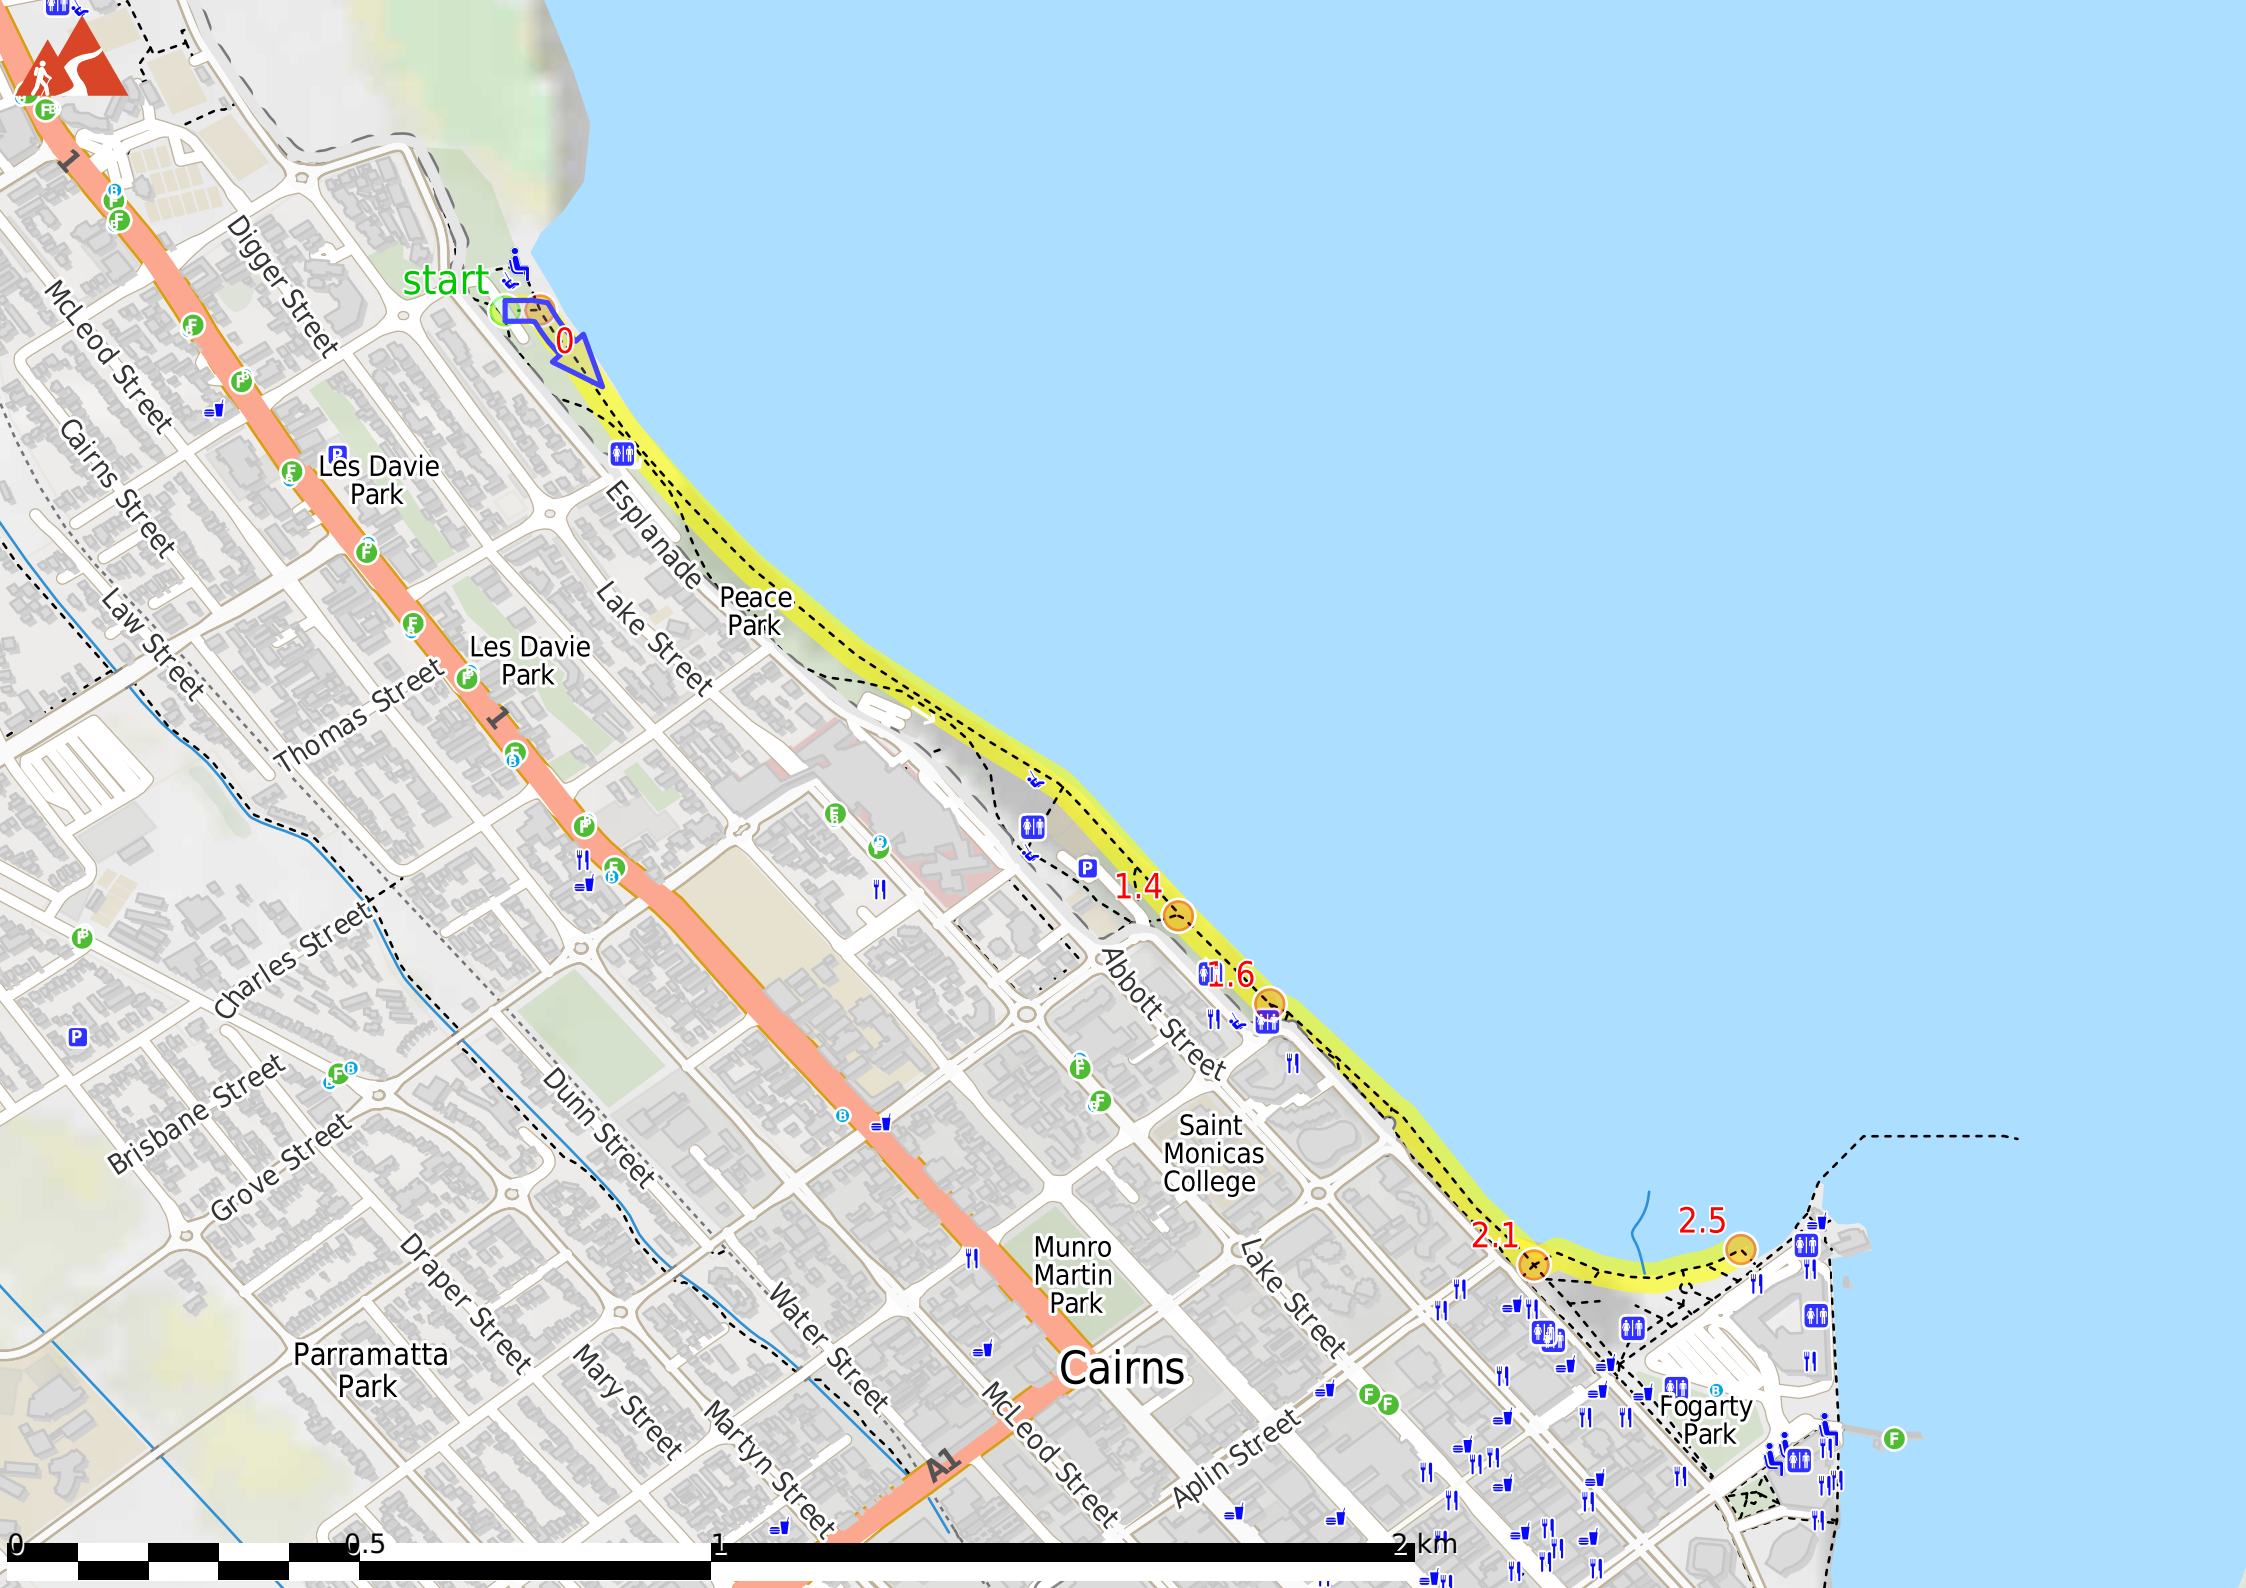 1
Digger Street
start
0
McLeod Street
Cairns Street
Les Davie
Park
Esplanade
Lake Street
Peace
Park
Law Street
Les Davie
Park
Thomas Street
1
1.4
Charles Street
1.6
Abbott Street
Brisbane Street
Grove Street
Dunn Street
Saint
Monicas
College
2.1
2.5
Draper Street
Munro
Martin
Park
Lake Street
Water Street
Parramatta
Park
Mary Street
Cairns
McLeod Street
Martyn Street
A1
Aplin Street
Fogarty
Park
0
0.5
1
2 km